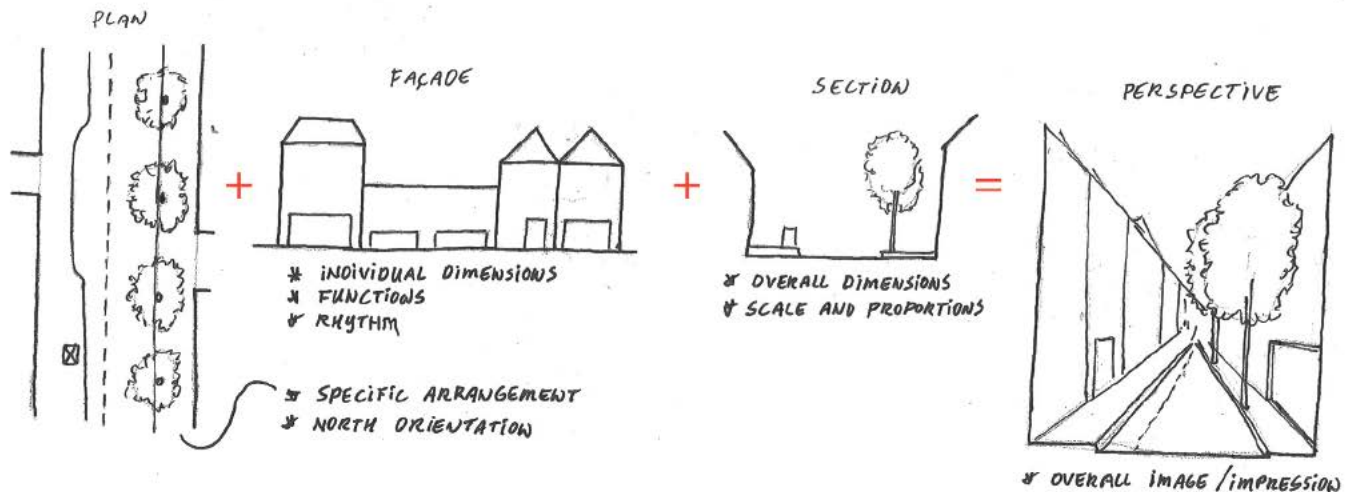 PLAN
FAÇADE
SECTION
PERSPECTIVE
+
+
=
* INDIVIDUAL DIMENSIONS
* FUNCTIONS
* RHYTHM
* SPECIFIC ARRANGEMENT
* NORTH ORIENTATION
* OVERALL DIMENSIONS
* SCALE AND PROPORTIONS
* OVERALL IMAGE / IMPRESSION